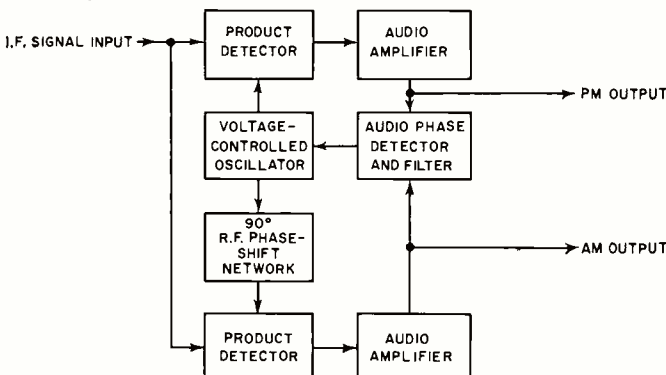 PRODUCT
DETECTOR
AUDIO
AMPLIFIER
I.F. SIGNAL INPUT
PM OUTPUT
VOLTAGE-
CONTROLLED
OSCILLATOR
AUDIO PHASE
DETECTOR
AND FILTER
90°
R.F. PHASE-
SHIFT
NETWORK
AM OUTPUT
PRODUCT
DETECTOR
AUDIO
AMPLIFIER